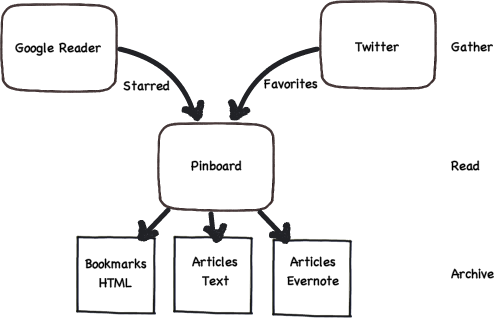 Google Reader
Twitter
Gather
Starred
Favorites
Pinboard
Read
Bookmarks
HTML
Articles
Text
Articles
Evernote
Archive